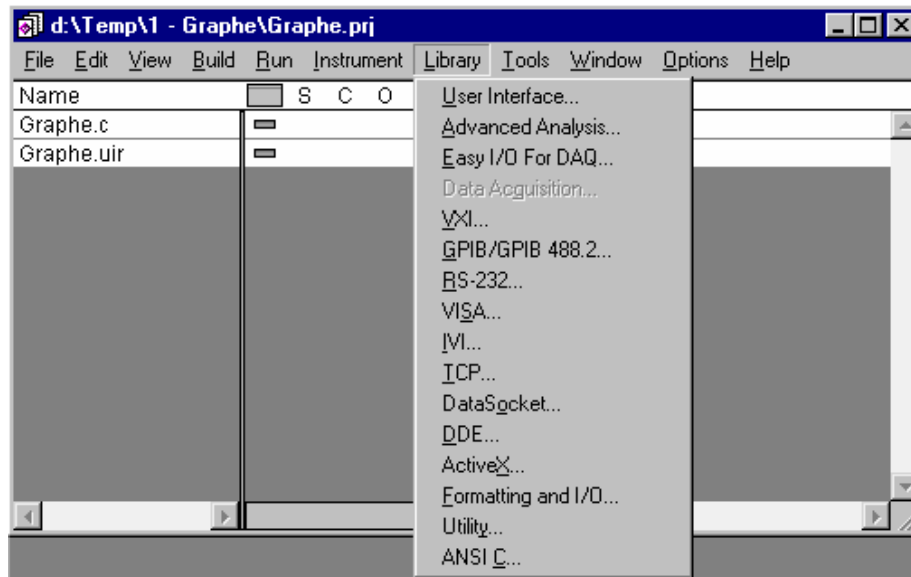 d:\Temp\1 - Graphe\Graphe.prj
File Edit View Build Run Instrument Library Tools Window Options Help
Name S C O
Graphe.c
Graphe.uir
User Interface...
Advanced Analysis...
Easy I/O For DAQ...
Data Acquisition...
VXI...
GPIB/GPIB 488.2...
RS-232...
VISA...
IVI...
TCP...
DataSocket...
DDE...
ActiveX...
Formatting and I/O...
Utility...
ANSI C...